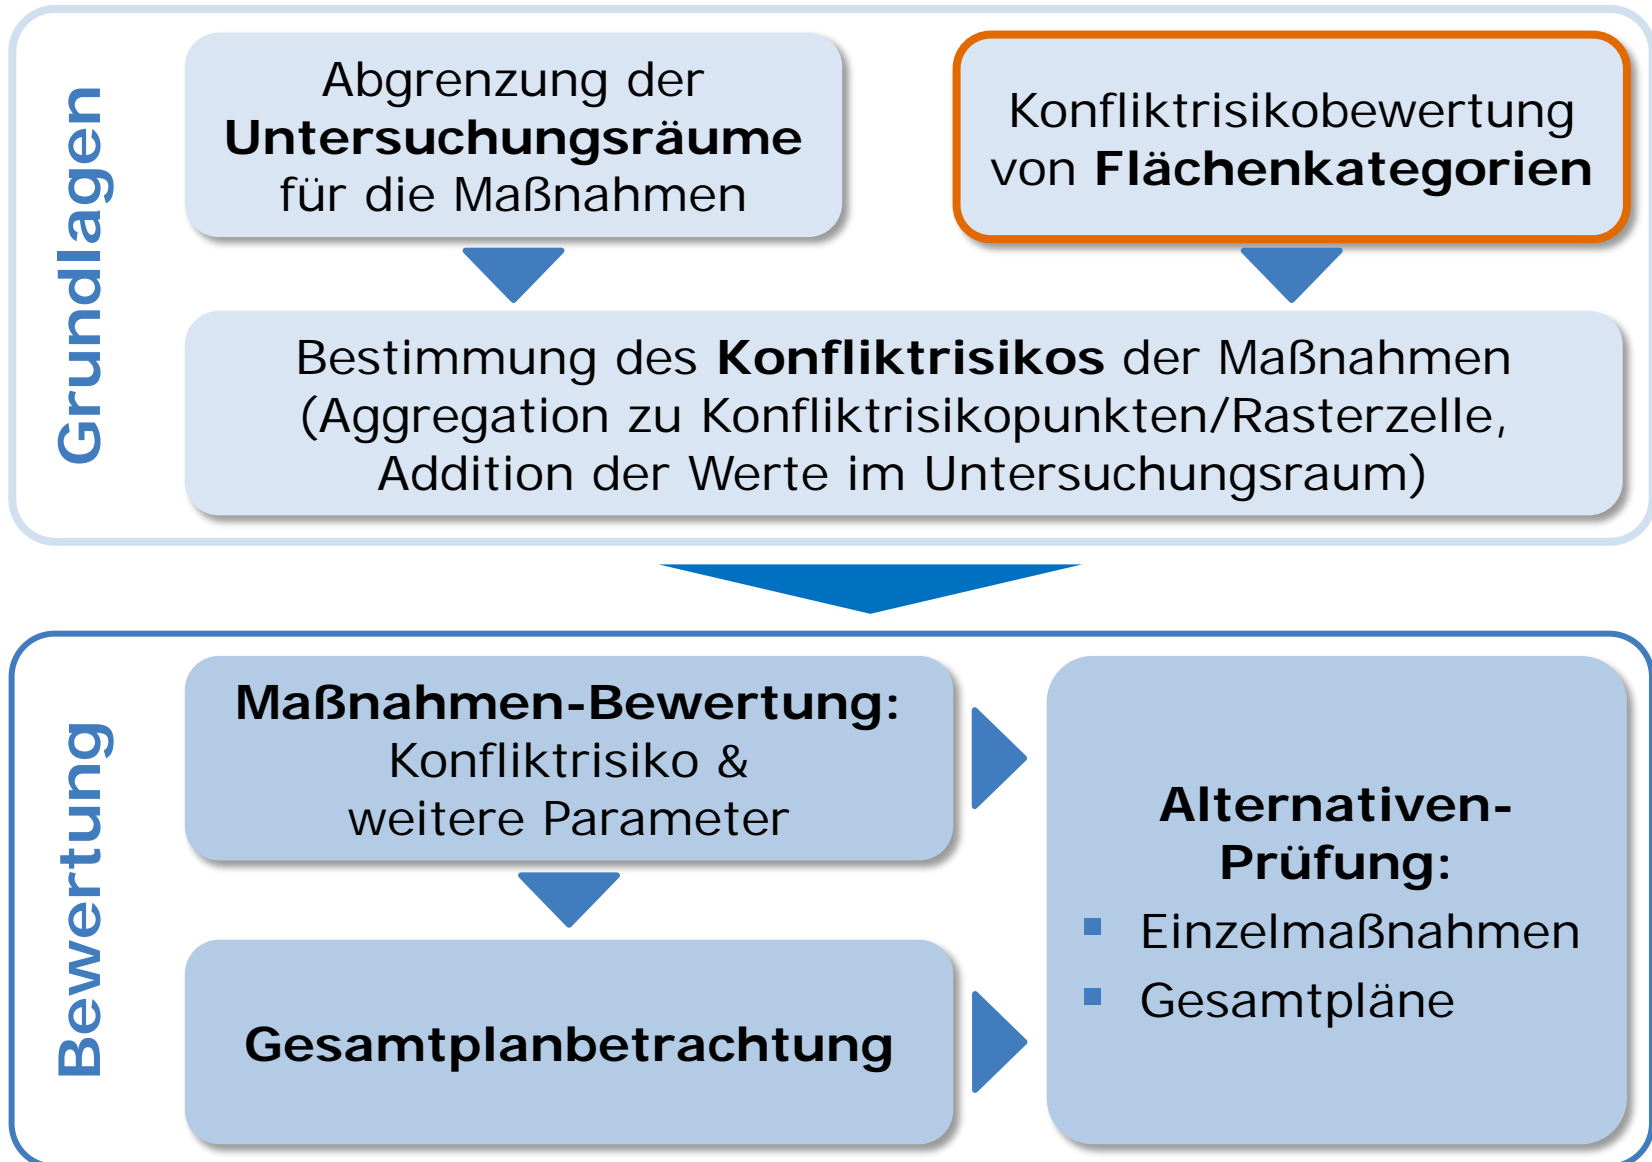 Grundlagen
Abgrenzung der
Untersuchungsräume
für die Maßnahmen
Konfliktrisikobewertung
von Flächenkategorien
Bestimmung des Konfliktrisikos der Maßnahmen
(Aggregation zu Konfliktrisikopunkten/Rasterzelle,
Addition der Werte im Untersuchungsraum)
Bewertung
Maßnahmen-Bewertung:
Konfliktrisiko &
weitere Parameter
Gesamtplanbetrachtung
Alternativen-
Prüfung:
▪ Einzelmaßnahmen
▪ Gesamtpläne